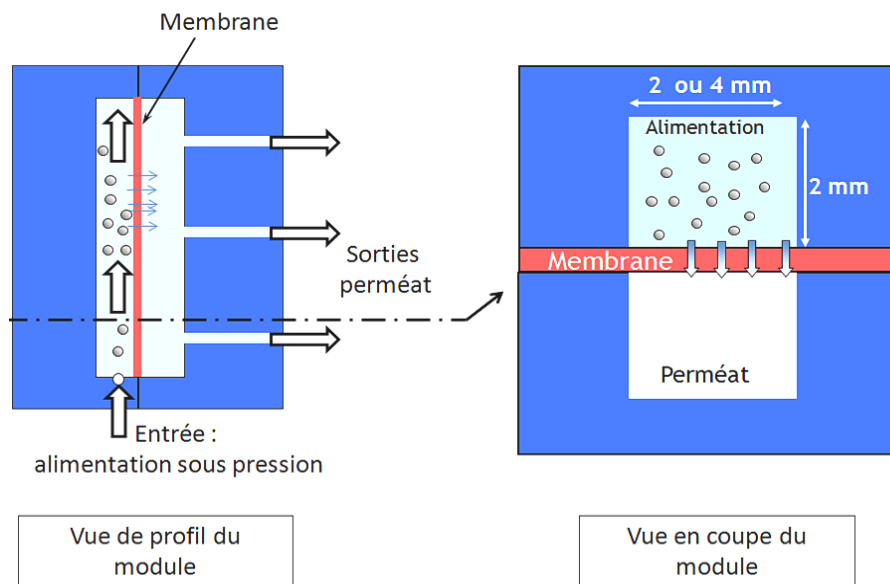 Membrane
Sorties
perméat
Entrée :
alimentation sous pression
Vue de profil du
module
2 ou 4 mm
Alimentation
2 mm
Membrane
Perméat
Vue en coupe du
module